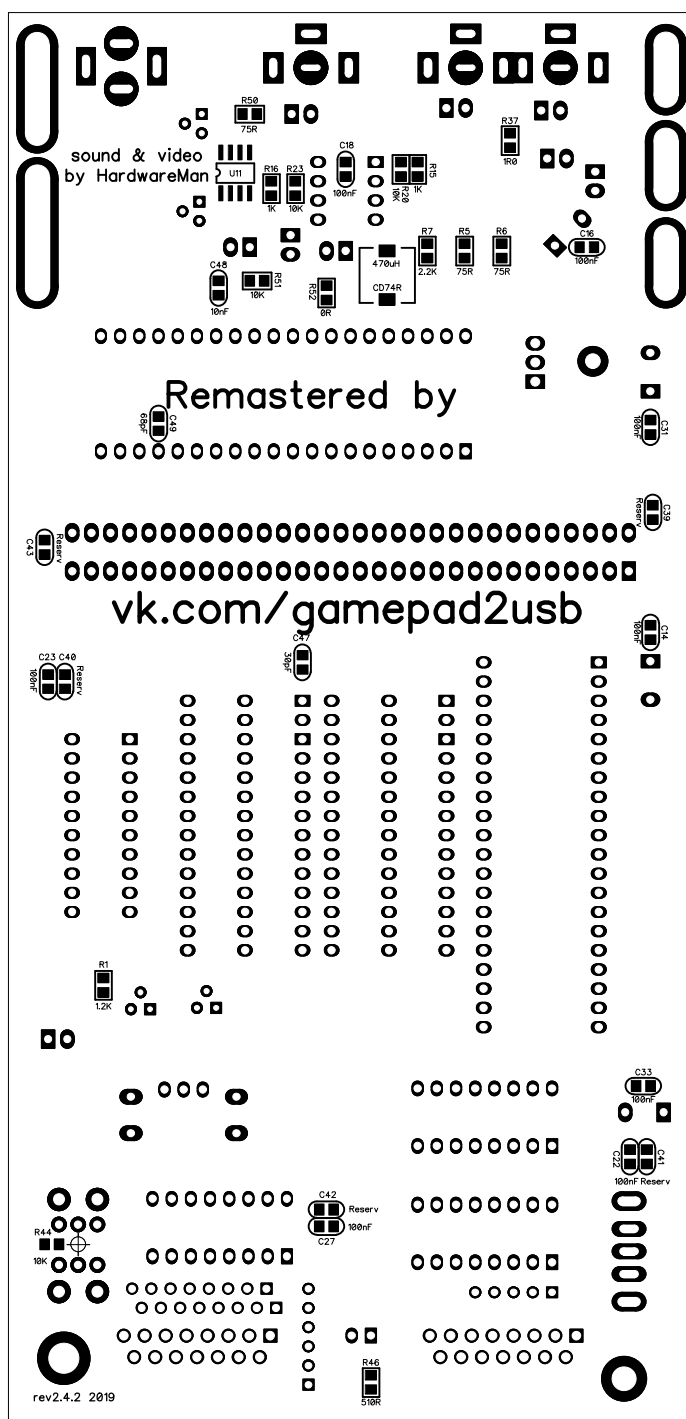 R50
75R
R37
1R0
sound & video
by HardwareMan
U11
C18
100nF
R16
1K
R23
10K
R20
10K
R15
1K
R7
2.2K
R5
75R
R6
75R
C16
100nF
470uH
CD74R
C48
10nF
R51
10K
R52
0R
Remastered by
C49
68pF
C31
100nF
C39
Reserv
C43
Reserv
vk.com/gamepad2usb
C14
100nF
C47
30pF
C23 C40
100nF
Reserv
R1
1.2K
C33
100nF
C22
C41
100nF Reserv
C42
Reserv
100nF
C27
R44
10K
R46
510R
rev2.4.2 2019